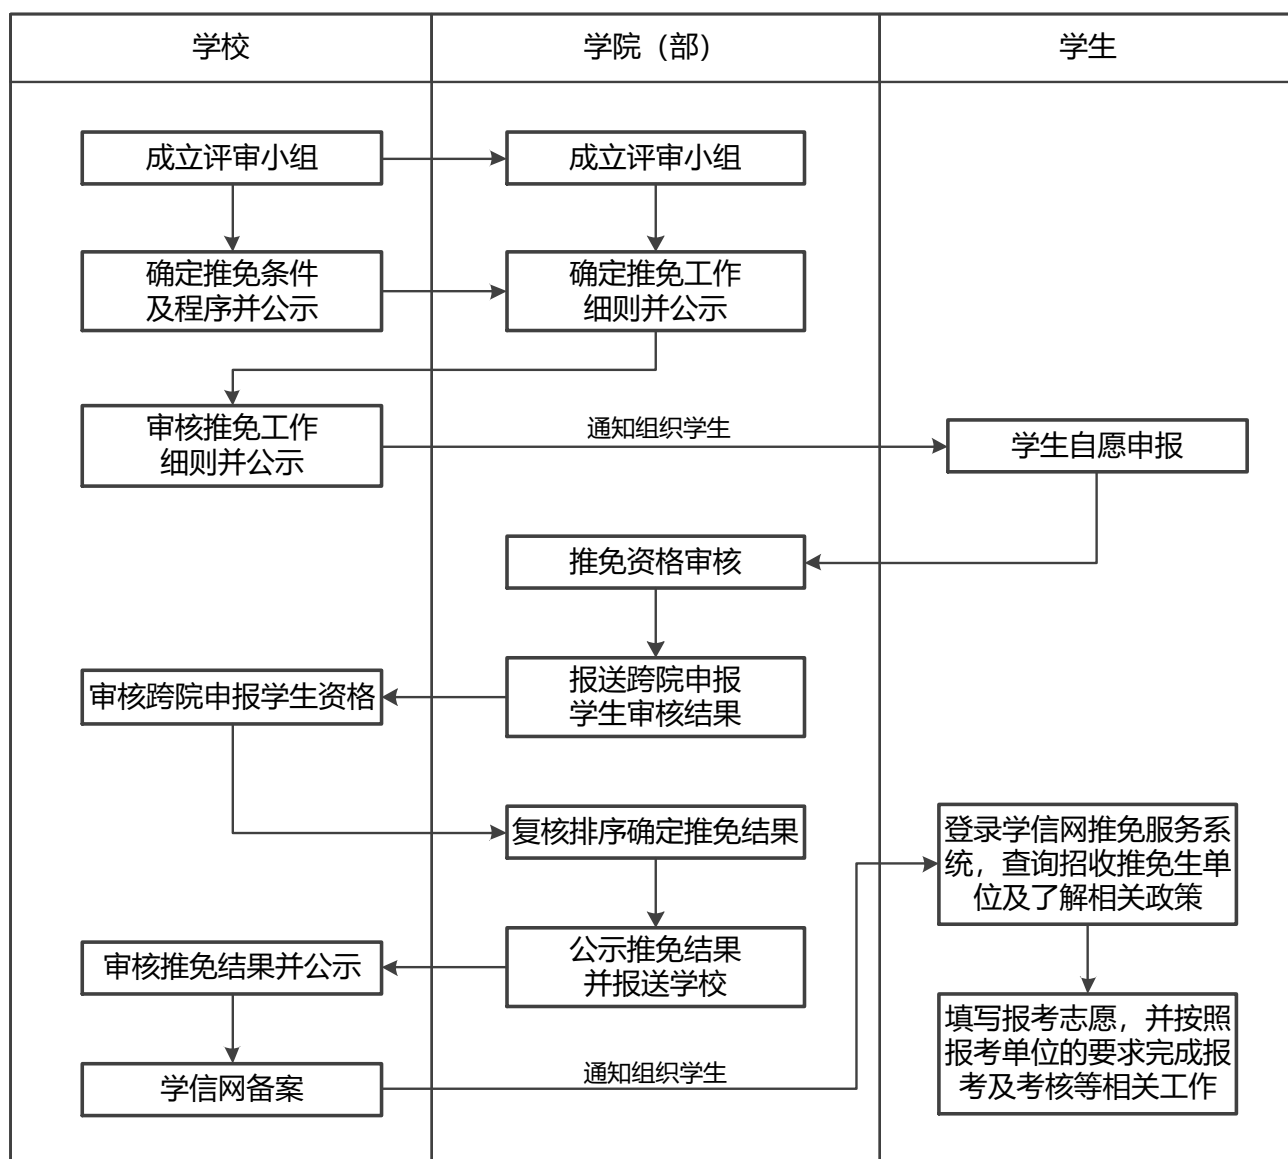 学校
学院（部）
学生
成立评审小组
成立评审小组
确定推免条件
及程序并公示
确定推免工作
细则并公示
审核推免工作
细则并公示
通知组织学生
学生自愿申报
推免资格审核
报送跨院申报
学生审核结果
审核跨院申报学生资格
复核排序确定推免结果
登录学信网推免服务系
统，查询招收推免生单
位及了解相关政策
公示推免结果
并报送学校
审核推免结果并公示
填写报考志愿，并按照
报考单位的要求完成报
考及考核等相关工作
学信网备案
通知组织学生